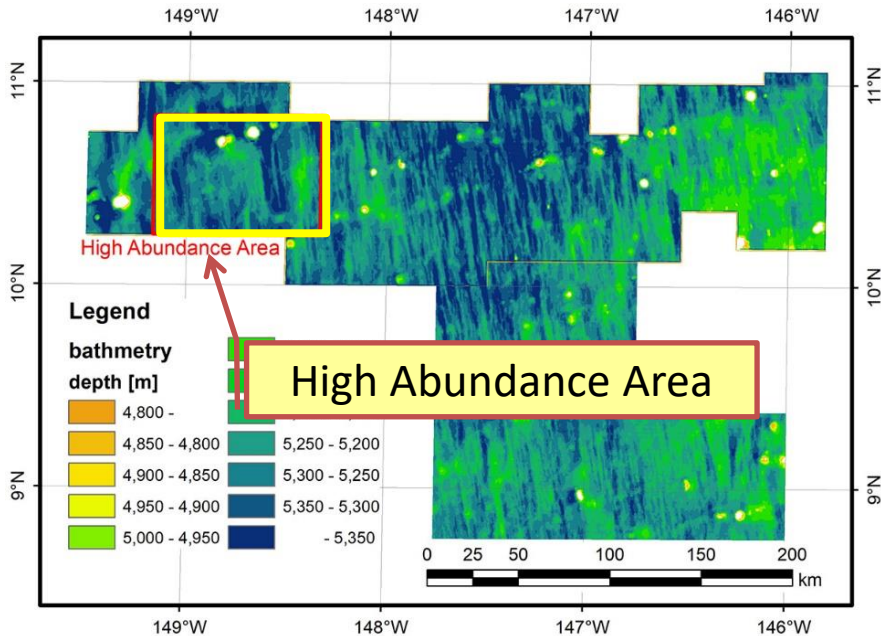 149°W 148°W 147°W 146°W
11°N 11°N
High Abundance Area
10°N 10°N
Legend
bathmetry
depth [m]
High Abundance Area
4,800 -
4,850 - 4,800 5,250 - 5,200
4,900 - 4,850 5,300 - 5,250
4,950 - 4,900 5,350 - 5,300
5,000 - 4,950 - 5,350
9°N 9°N
0 25 50 100 150 200
km
149°W 148°W 147°W 146°W